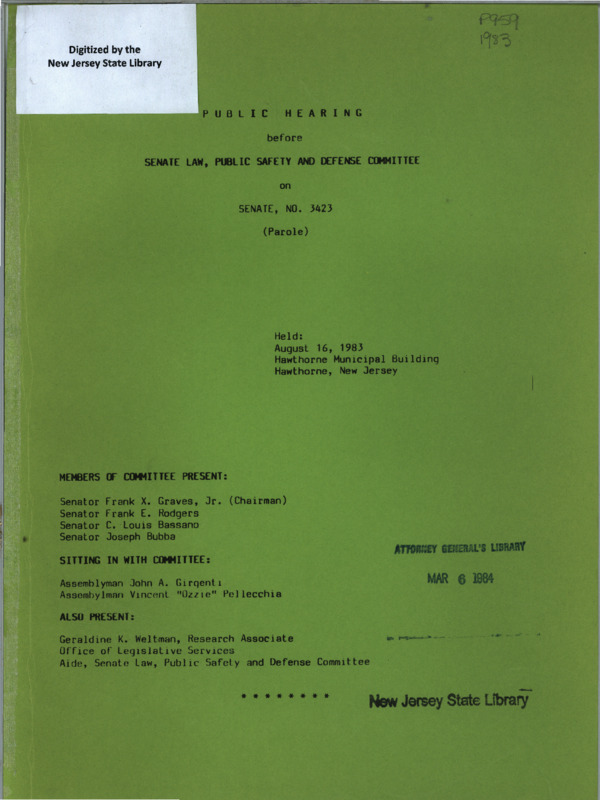 Digitized by the
New Jersey State Library
P959
1983
PUBLIC HEARING
before
SENATE LAW, PUBLIC SAFETY AND DEFENSE COMMITTEE
on
SENATE, NO. 3423
(Parole)
Held:
August 16, 1983
Hawthorne Municipal Building
Hawthorne, New Jersey
MEMBERS OF COMMITTEE PRESENT:
Senator Frank X. Graves, Jr. (Chairman)
Senator Frank E. Rodgers
Senator C. Louis Bassano
Senator Joseph Bubba
SITTING IN WITH COMMITTEE:
Assemblyman John A. Girgenti
Assembylman Vincent "Ozzie" Pellecchia
ALSO PRESENT:
Geraldine K. Weltman, Research Associate
Office of Legislative Services
Aide, Senate Law, Public Safety and Defense Committee
* * * * * * * *
ATTORNEY GENERAL'S LIBRARY
MAR 6 1984
New Jersey State Library